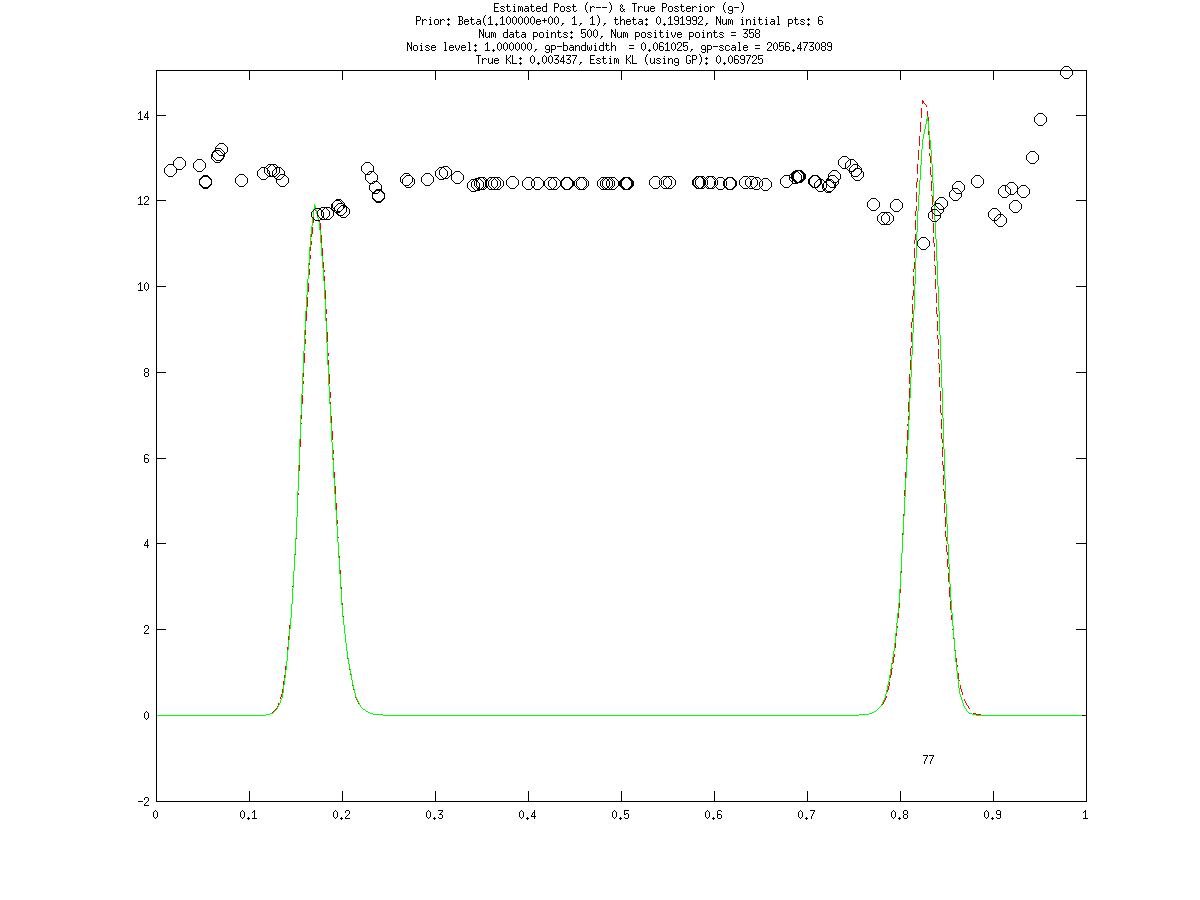 Estimated Post (r--) & True Posterior (g-)
Prior: Beta(1.100000e+00, 1, 1), theta: 0.191992, Num initial pts: 6
Num data points: 500, Num positive points = 358
Noise level: 1.000000, gp-bandwidth  = 0.061025, gp-scale = 2056.473089
True KL: 0.003437, Estim KL (using GP): 0.069725
14
12
10
8
6
4
2
0
77
-2
0 0.1 0.2 0.3 0.4 0.5 0.6 0.7 0.8 0.9 1